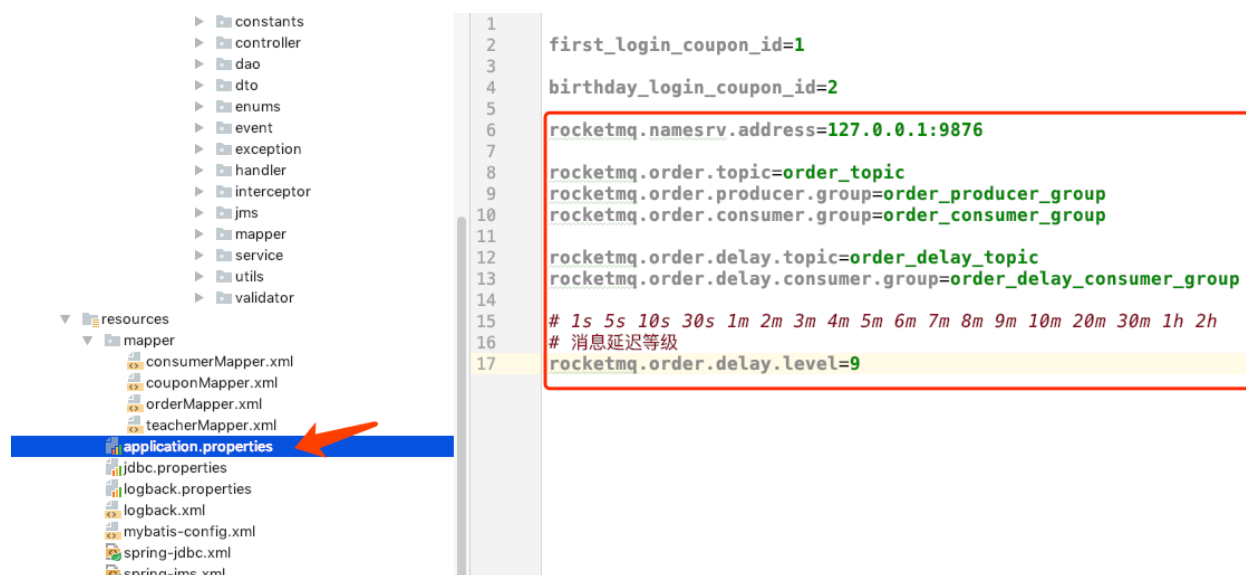 constants
controller
dao
dto
enums
event
exception
handler
interceptor
jms
mapper
service
utils
validator
resources
mapper
consumerMapper.xml
couponMapper.xml
orderMapper.xml
teacherMapper.xml
application.properties
jdbc.properties
logback.properties
logback.xml
mybatis-config.xml
spring-jdbc.xml
spring-jms.xml
1
2 first_login_coupon_id=1
3
4 birthday_login_coupon_id=2
5
6 rocketmq.namesrv.address=127.0.0.1:9876
7
8 rocketmq.order.topic=order_topic
9 rocketmq.order.producer.group=order_producer_group
10 rocketmq.order.consumer.group=order_consumer_group
11
12 rocketmq.order.delay.topic=order_delay_topic
13 rocketmq.order.delay.consumer.group=order_delay_consumer_group
14
15 # 1s 5s 10s 30s 1m 2m 3m 4m 5m 6m 7m 8m 9m 10m 20m 30m 1h 2h
16 # 消息延迟等级
17 rocketmq.order.delay.level=9